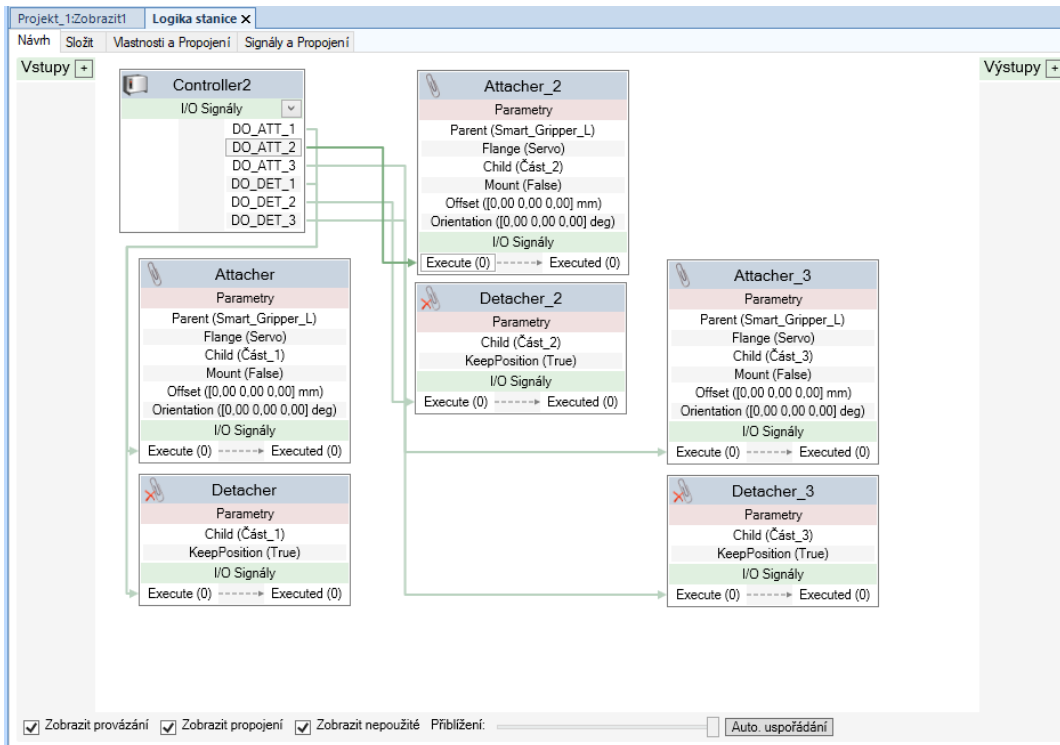 Projekt_1:Zobrazit1 Logika stanice X
Návrh Složit Vlastnosti a Propojení Signály a Propojení
Vstupy +
Výstupy +
Controller2
I/O Signály
DO_ATT_1
DO_ATT_2
DO_ATT_3
DO_DET_1
DO_DET_2
DO_DET_3
Attacher_2
Parametry
Parent (Smart_Gripper_L)
Flange (Servo)
Child (Část_2)
Mount (False)
Offset ([0,00 0,00 0,00] mm)
Orientation ([0,00 0,00 0,00] deg)
I/O Signály
Execute (0) Executed (0)
Attacher
Parametry
Parent (Smart_Gripper_L)
Flange (Servo)
Child (Část_1)
Mount (False)
Offset ([0,00 0,00 0,00] mm)
Orientation ([0,00 0,00 0,00] deg)
I/O Signály
Execute (0) Executed (0)
Detacher_2
Parametry
Child (Část_2)
KeepPosition (True)
I/O Signály
Execute (0) Executed (0)
Attacher_3
Parametry
Parent (Smart_Gripper_L)
Flange (Servo)
Child (Část_3)
Mount (False)
Offset ([0,00 0,00 0,00] mm)
Orientation ([0,00 0,00 0,00] deg)
I/O Signály
Execute (0) Executed (0)
Detacher
Parametry
Child (Část_1)
KeepPosition (True)
I/O Signály
Execute (0) Executed (0)
Detacher_3
Parametry
Child (Část_3)
KeepPosition (True)
I/O Signály
Execute (0) Executed (0)
Zobrazit provázání Zobrazit propojení Zobrazit nepoužité Přiblížení: Auto. uspořádání